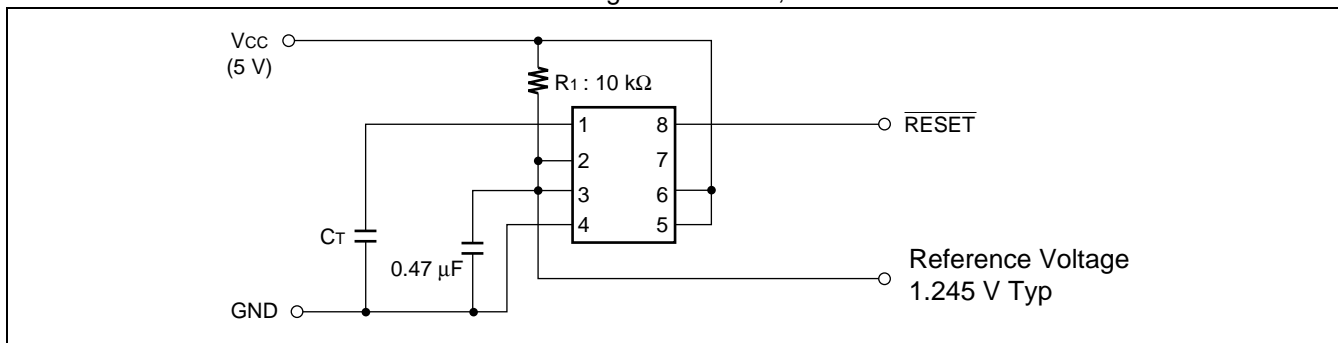 Vcc
(5 V)
R1 : 10 kΩ
1
8
RESET
2
7
3
6
4
5
CT
0.47 μF
Reference Voltage
1.245 V Typ
GND